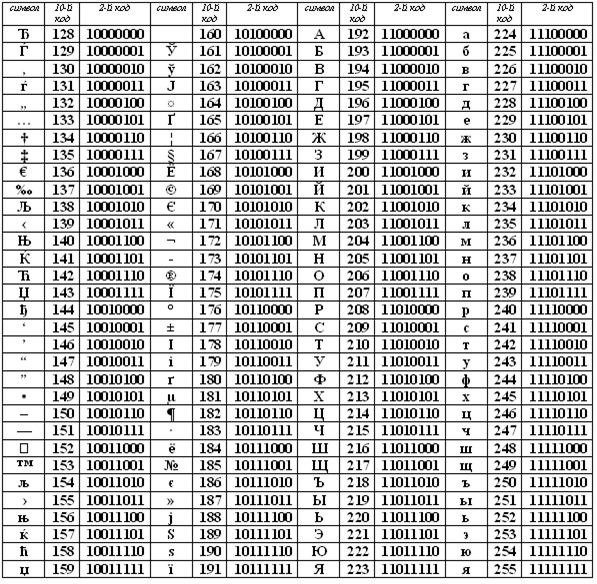 символ 10-й код 2-й код символ 10-й код 2-й код символ 10-й код 2-й код символ 10-й код 2-й код
Ђ 128 10000000 160 10100000 А 192 11000000 а 224 11100000
Ѓ 129 10000001 Ў 161 10100001 Б 193 11000001 б 225 11100001
‚ 130 10000010 ў 162 10100010 В 194 11000010 в 226 11100010
ѓ 131 10000011 Ј 163 10100011 Г 195 11000011 г 227 11100011
„ 132 10000100 ¤ 164 10100100 Д 196 11000100 д 228 11100100
… 133 10000101 Ґ 165 10100101 Е 197 11000101 е 229 11100101
† 134 10000110 ¦ 166 10100110 Ж 198 11000110 ж 230 11100110
‡ 135 10000111 § 167 10100111 З 199 11000111 з 231 11100111
€ 136 10001000 Ё 168 10101000 И 200 11001000 и 232 11101000
‰ 137 10001001 © 169 10101001 Й 201 11001001 й 233 11101001
Љ 138 10001010 Є 170 10101010 К 202 11001010 к 234 11101010
‹ 139 10001011 « 171 10101011 Л 203 11001011 л 235 11101011
Њ 140 10001100 ¬ 172 10101100 М 204 11001100 м 236 11101100
Ќ 141 10001101 - 173 10101101 Н 205 11001101 н 237 11101101
Ћ 142 10001110 ® 174 10101110 О 206 11001110 о 238 11101110
Џ 143 10001111 Ї 175 10101111 П 207 11001111 п 239 11101111
ђ 144 10010000 ° 176 10110000 Р 208 11010000 р 240 11110000
‘ 145 10010001 ± 177 10110001 С 209 11010001 с 241 11110001
’ 146 10010010 І 178 10110010 Т 210 11010010 т 242 11110010
“ 147 10010011 і 179 10110011 У 211 11010011 у 243 11110011
” 148 10010100 ґ 180 10110100 Ф 212 11010100 ф 244 11110100
• 149 10010101 µ 181 10110101 Х 213 11010101 х 245 11110101
– 150 10010110 ¶ 182 10110110 Ц 214 11010110 ц 246 11110110
— 151 10010111 · 183 10110111 Ч 215 11010111 ч 247 11110111
□ 152 10011000 ё 184 10111000 Ш 216 11011000 ш 248 11111000
™ 153 10011001 № 185 10111001 Щ 217 11011001 щ 249 11111001
љ 154 10011010 є 186 10111010 Ъ 218 11011010 ъ 250 11111010
› 155 10011011 » 187 10111011 Ы 219 11011011 ы 251 11111011
њ 156 10011100 ј 188 10111100 Ь 220 11011100 ь 252 11111100
ќ 157 10011101 Ѕ 189 10111101 Э 221 11011101 э 253 11111101
ћ 158 10011110 ѕ 190 10111110 Ю 222 11011110 ю 254 11111110
џ 159 10011111 ї 191 10111111 Я 223 11011111 я 255 11111111